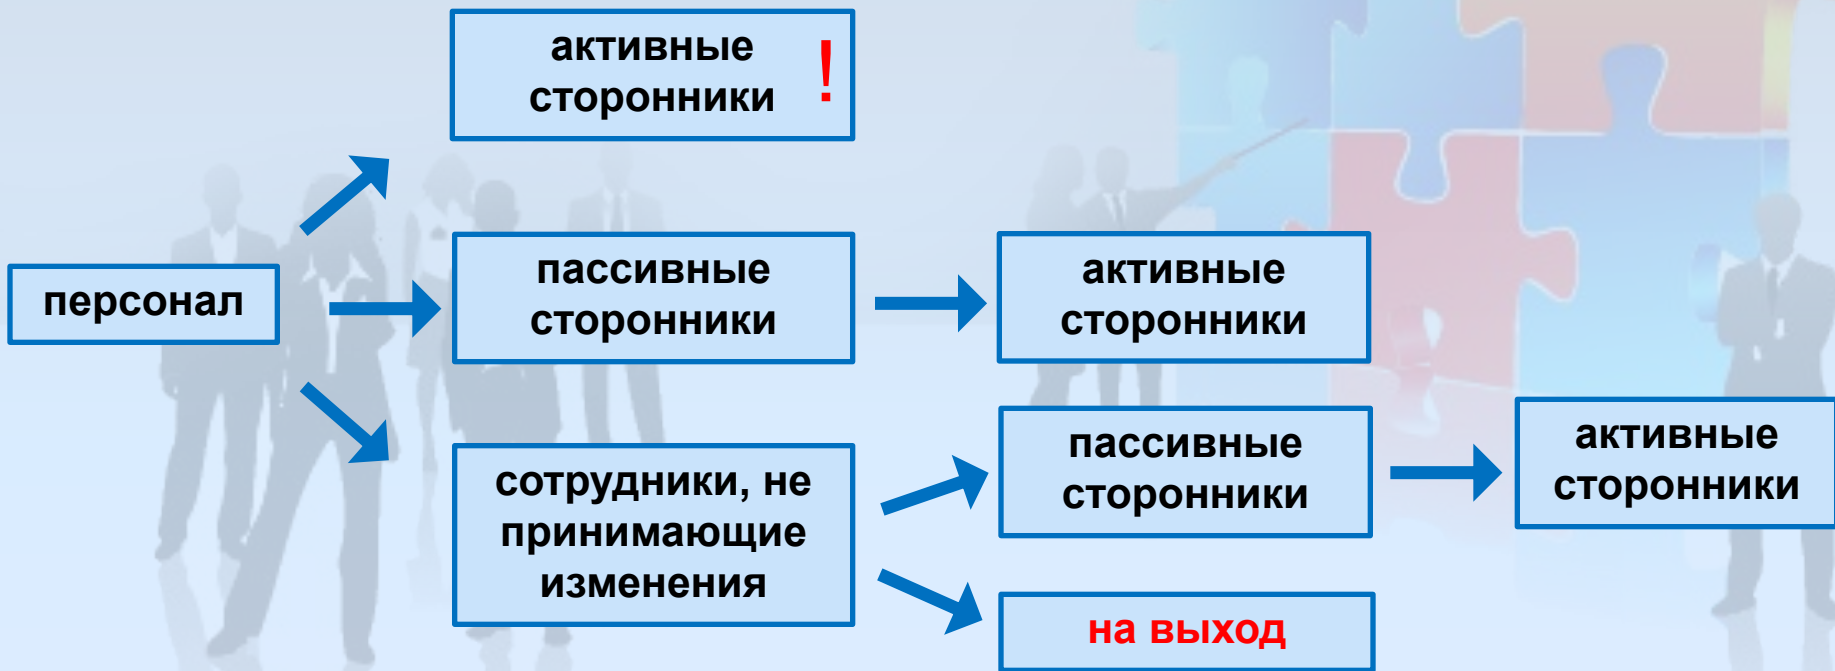 активные
сторонники !
персонал
пассивные
сторонники
активные
сторонники
сотрудники, не
принимающие
изменения
пассивные
сторонники
активные
сторонники
на выход